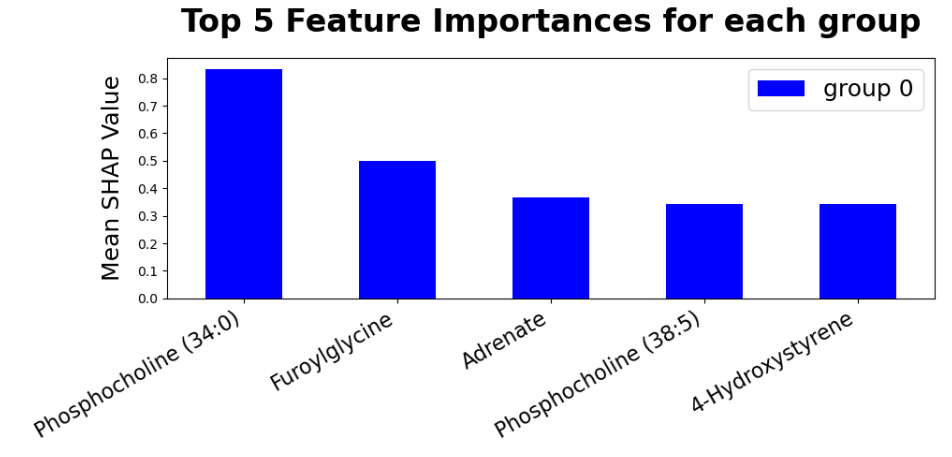 Top 5 Feature Importances for each group
Mean SHAP Value
0.8
0.7
0.6
0.5
0.4
0.3
0.2
0.1
0.0
group 0
Phosphocholine (34:0)
Furoylglycine
Adrenate
Phosphocholine (38:5)
4-Hydroxystyrene